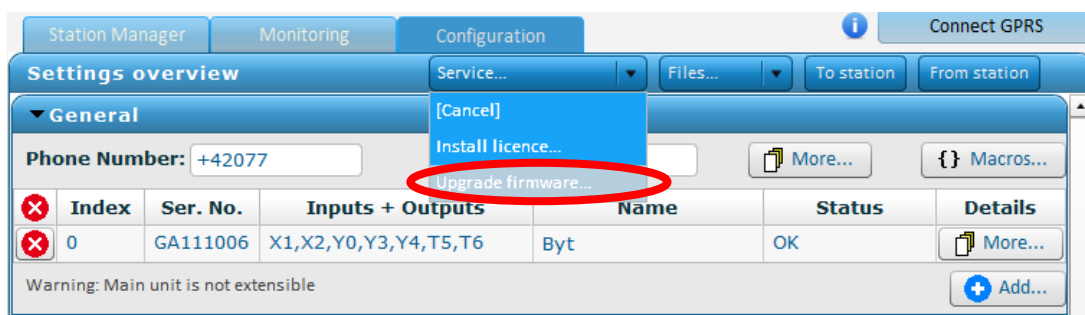 Station Manager Monitoring Configuration Connect GPRS
Settings overview Service... Files... To station From station
General [Cancel]
Install licence...
Phone Number: +42077 More... {} Macros...
Upgrade firmware...
Index Ser. No. Inputs + Outputs Name Status Details
0 GA111006 X1,X2,Y0,Y3,Y4,T5,T6 Byt OK More...
Warning: Main unit is not extensible Add...